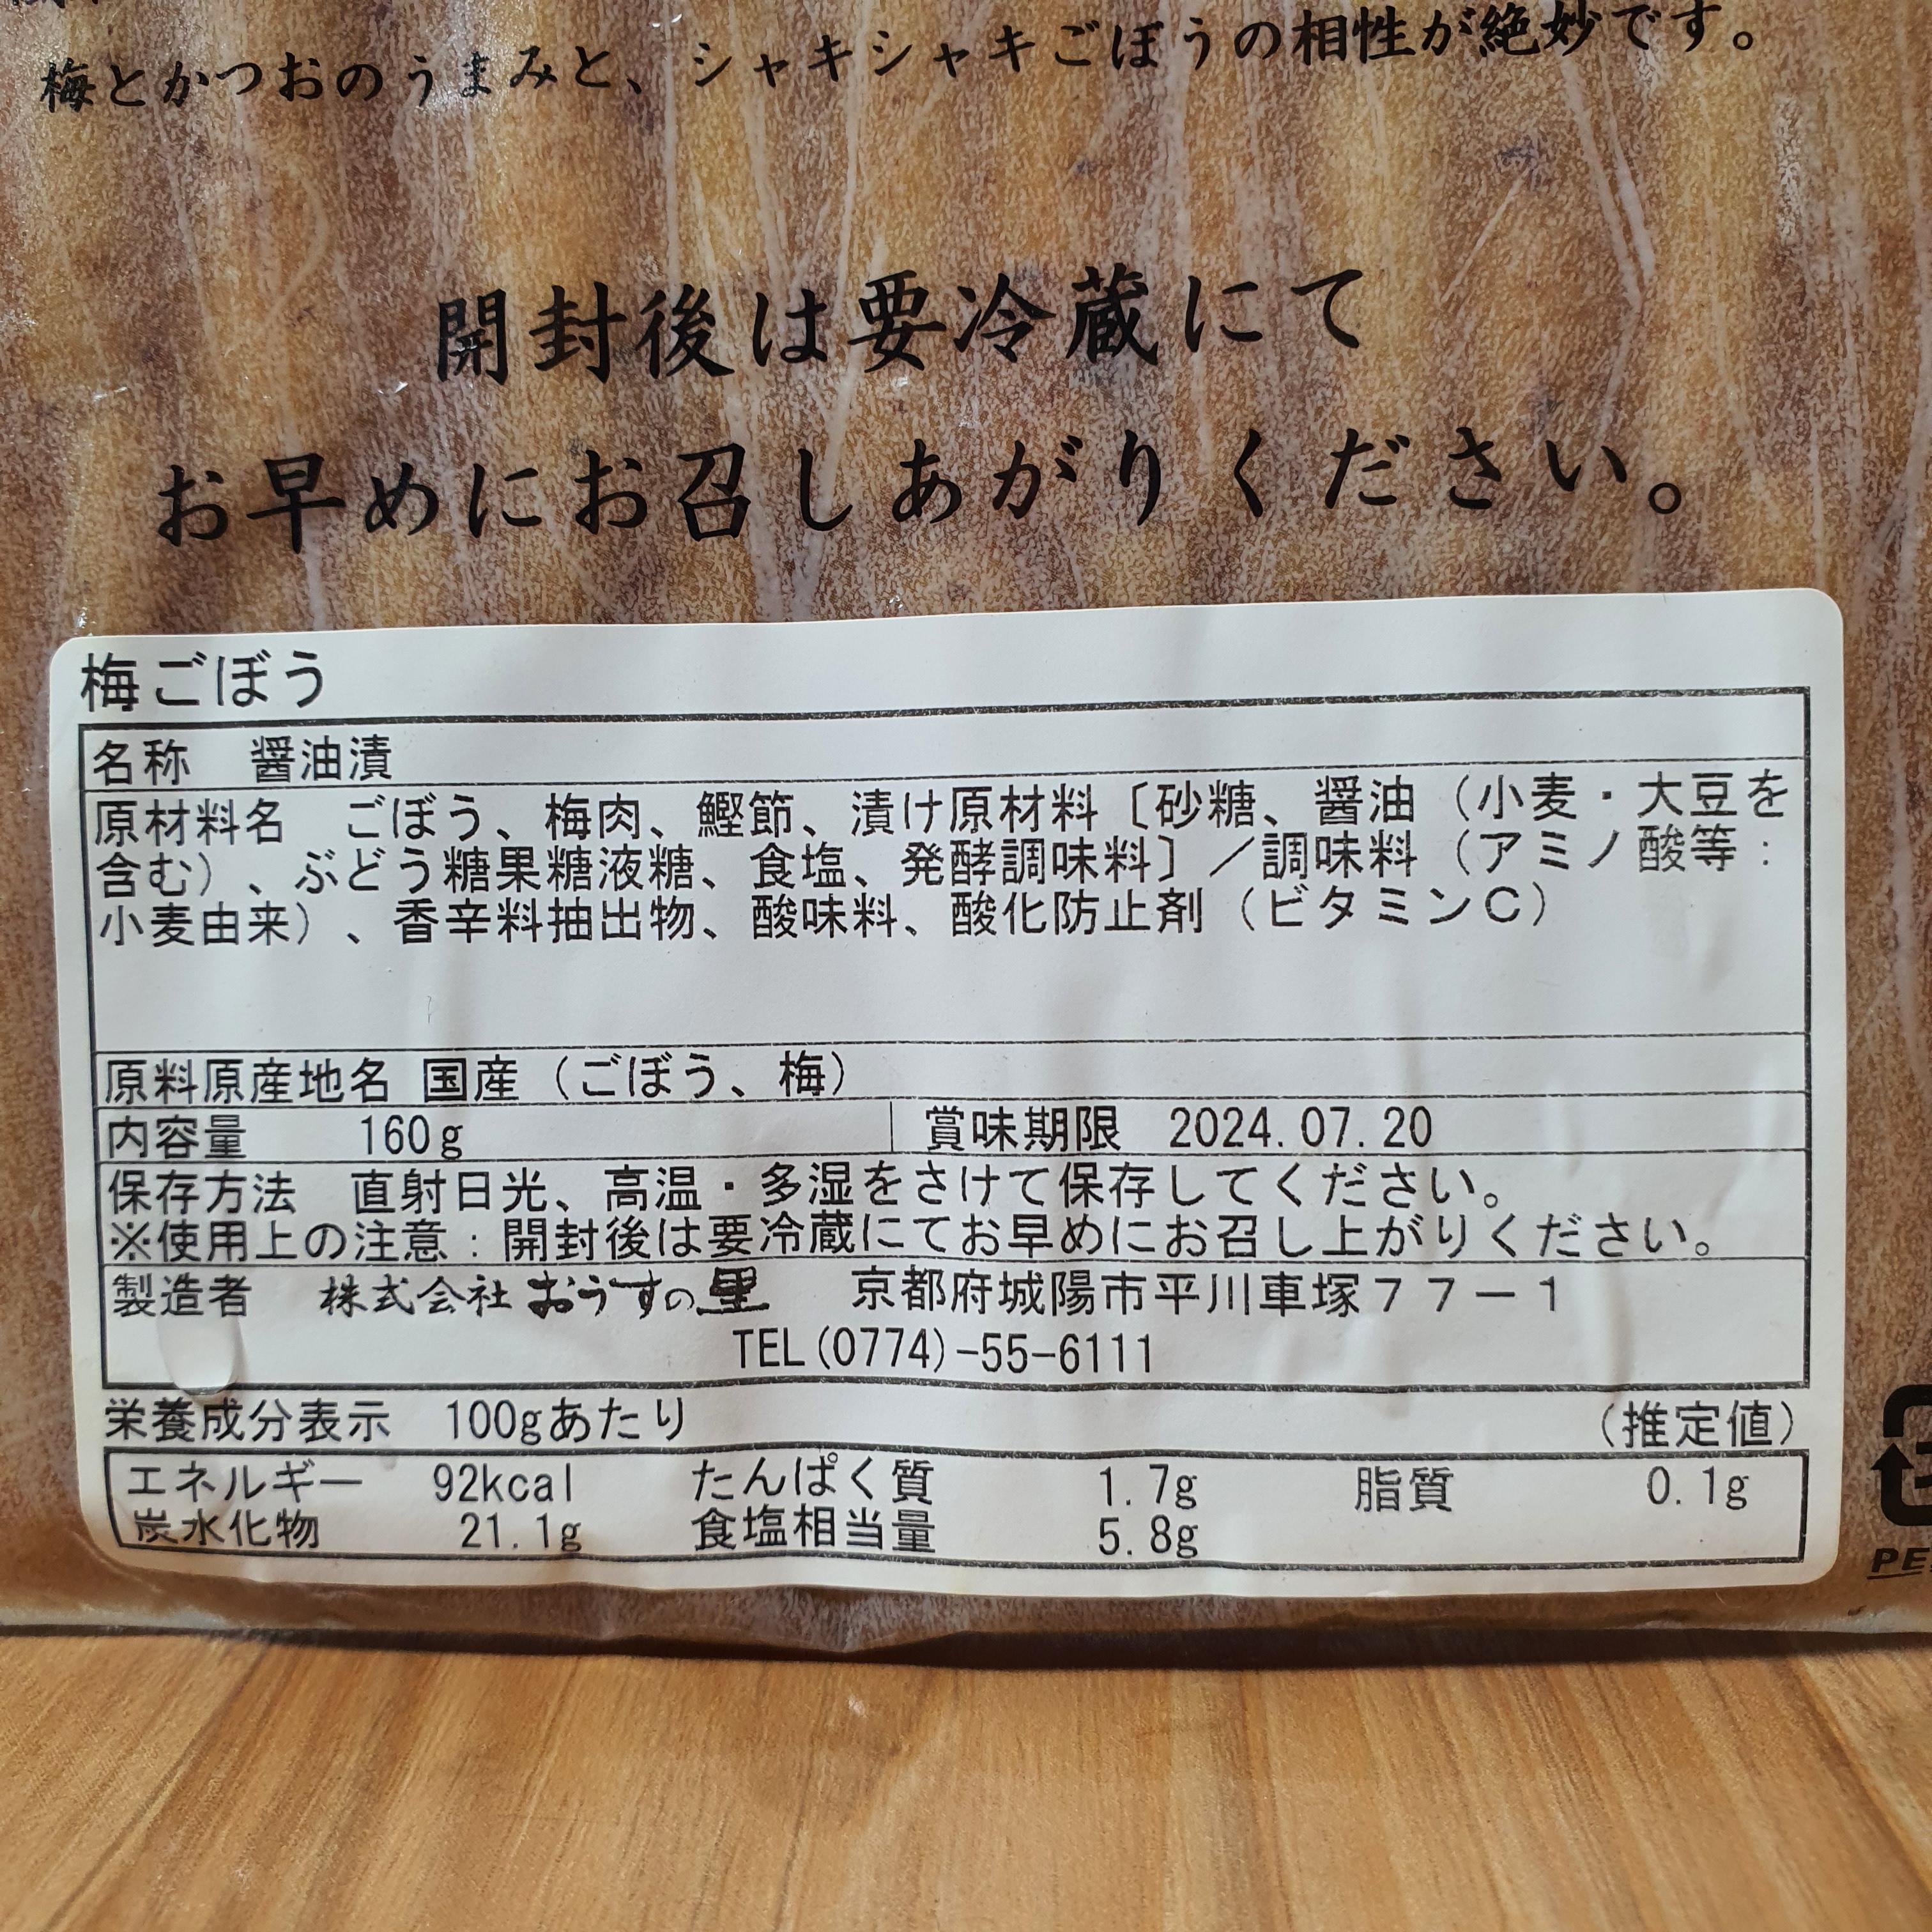 梅とかつおのうまみと、シャキシャキごぼうの相性が絶妙です。
開封後は要冷蔵にて
お早めにお召しあがりください。
梅ごぼう
名称 醤油漬
原材料名 ごぼう、梅肉、鰹節、漬け原材料〔砂糖、醤油（小麦・大豆を
含む）、ぶどう糖果糖液糖、食塩、発酵調味料〕／調味料（アミノ酸等：
小麦由来）、香辛料抽出物、酸味料、酸化防止剤（ビタミンC）
原料原産地名 国産（ごぼう、梅）
内容量 160g 賞味期限 2024.07.20
保存方法 直射日光、高温・多湿をさけて保存してください。
※使用上の注意：開封後は要冷蔵にてお早めにお召し上がりください。
製造者 株式会社おうすの里 京都府城陽市平川車塚７７－１
TEL(0774)-55-6111
栄養成分表示 100gあたり （推定値）
エネルギー 92kcal たんぱく質 1.7g 脂質 0.1g
炭水化物 21.1g 食塩相当量 5.8g